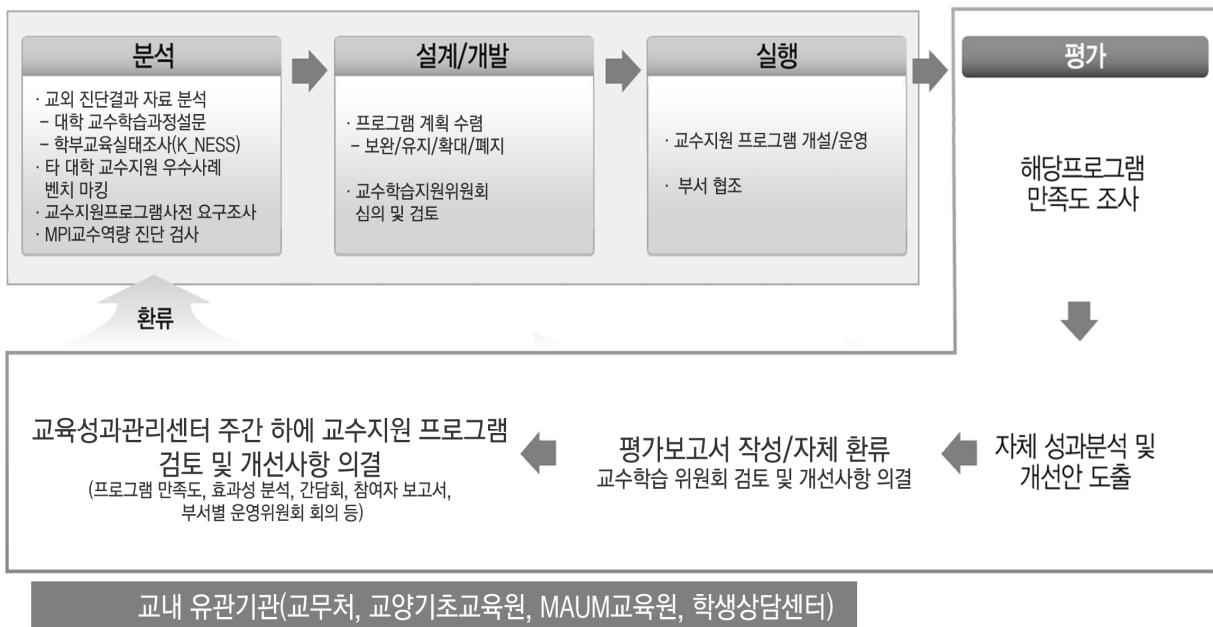 분석
· 교외 진단결과 자료 분석
– 대학 교수학습과정설문
– 학부교육실태조사(K_NESS)
· 타 대학 교수지원 우수사례
벤치 마킹
· 교수지원프로그램사전 요구조사
· MPI교수역량 진단 검사
설계/개발
· 프로그램 계획 수렴
– 보완/유지/확대/폐지
· 교수학습지원위원회
심의 및 검토
실행
· 교수지원 프로그램 개설/운영
· 부서 협조
평가
해당프로그램
만족도 조사
자체 성과분석 및
개선안 도출
평가보고서 작성/자체 환류
교수학습 위원회 검토 및 개선사항 의결
교육성과관리센터 주간 하에 교수지원 프로그램
검토 및 개선사항 의결
(프로그램 만족도, 효과성 분석, 간담회, 참여자 보고서,
부서별 운영위원회 회의 등)
환류
교내 유관기관(교무처, 교양기초교육원, MAUM교육원, 학생상담센터)